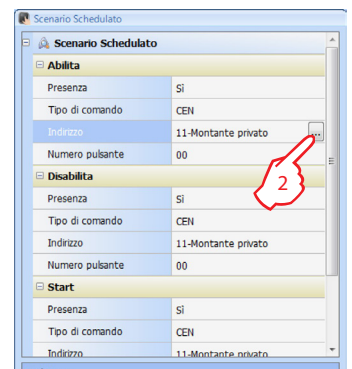 Scenario Schedulato
Scenario Schedulato
Abilita
Presenza Sì
Tipo di comando CEN
Indirizzo 11-Montante privato ...
Numero pulsante 00
2
Disabilita
Presenza Sì
Tipo di comando CEN
Indirizzo 11-Montante privato
Numero pulsante 00
Start
Presenza Sì
Tipo di comando CEN
Indirizzo 11-Montante privato